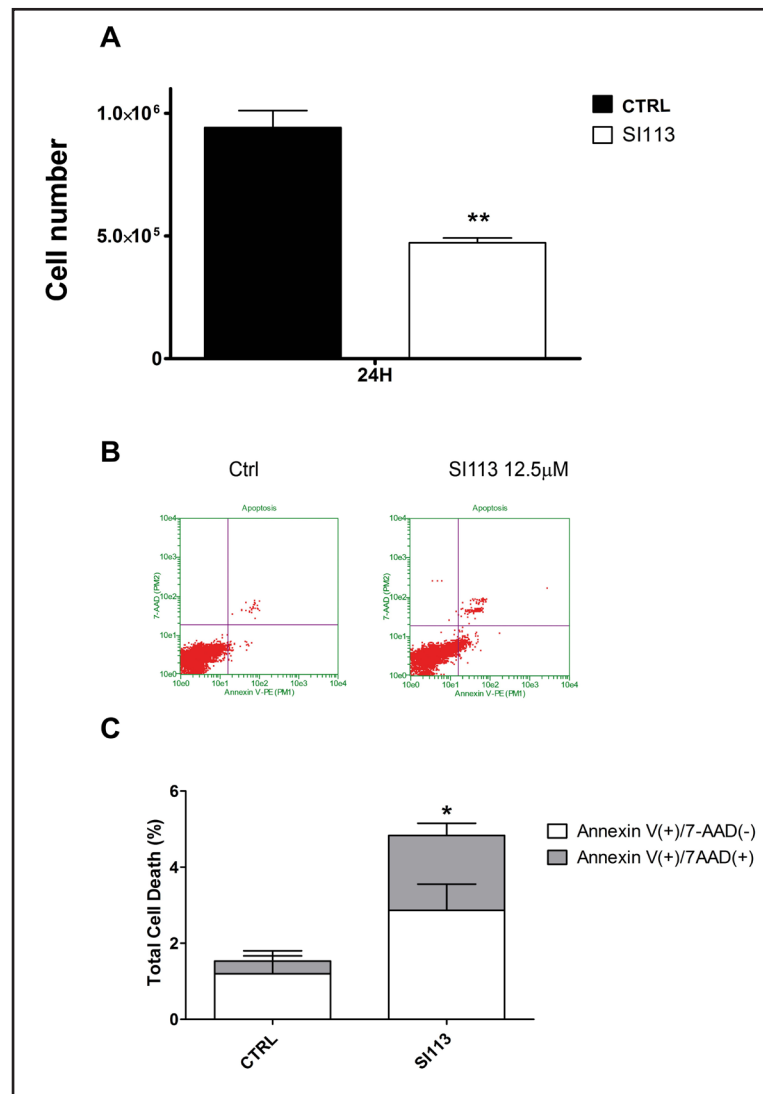 A
Cell number
1.0×10⁶
5.0×10⁵
0
24H
**
CTRL
SI113
B
Ctrl
SI113 12.5μM
Apoptosis
7-AAD (PM2)
10e4
10e3
10e2
10e1
10e0
10e0 10e1 10e2 10e3 10e4
Annexin V-PE (PM1)
Apoptosis
7-AAD (PM2)
10e4
10e3
10e2
10e1
10e0
10e0 10e1 10e2 10e3 10e4
Annexin V-PE (PM1)
C
Total Cell Death (%)
6
4
2
0
*
CTRL
SI113
Annexin V(+)/7-AAD(-)
Annexin V(+)/7AAD(+)